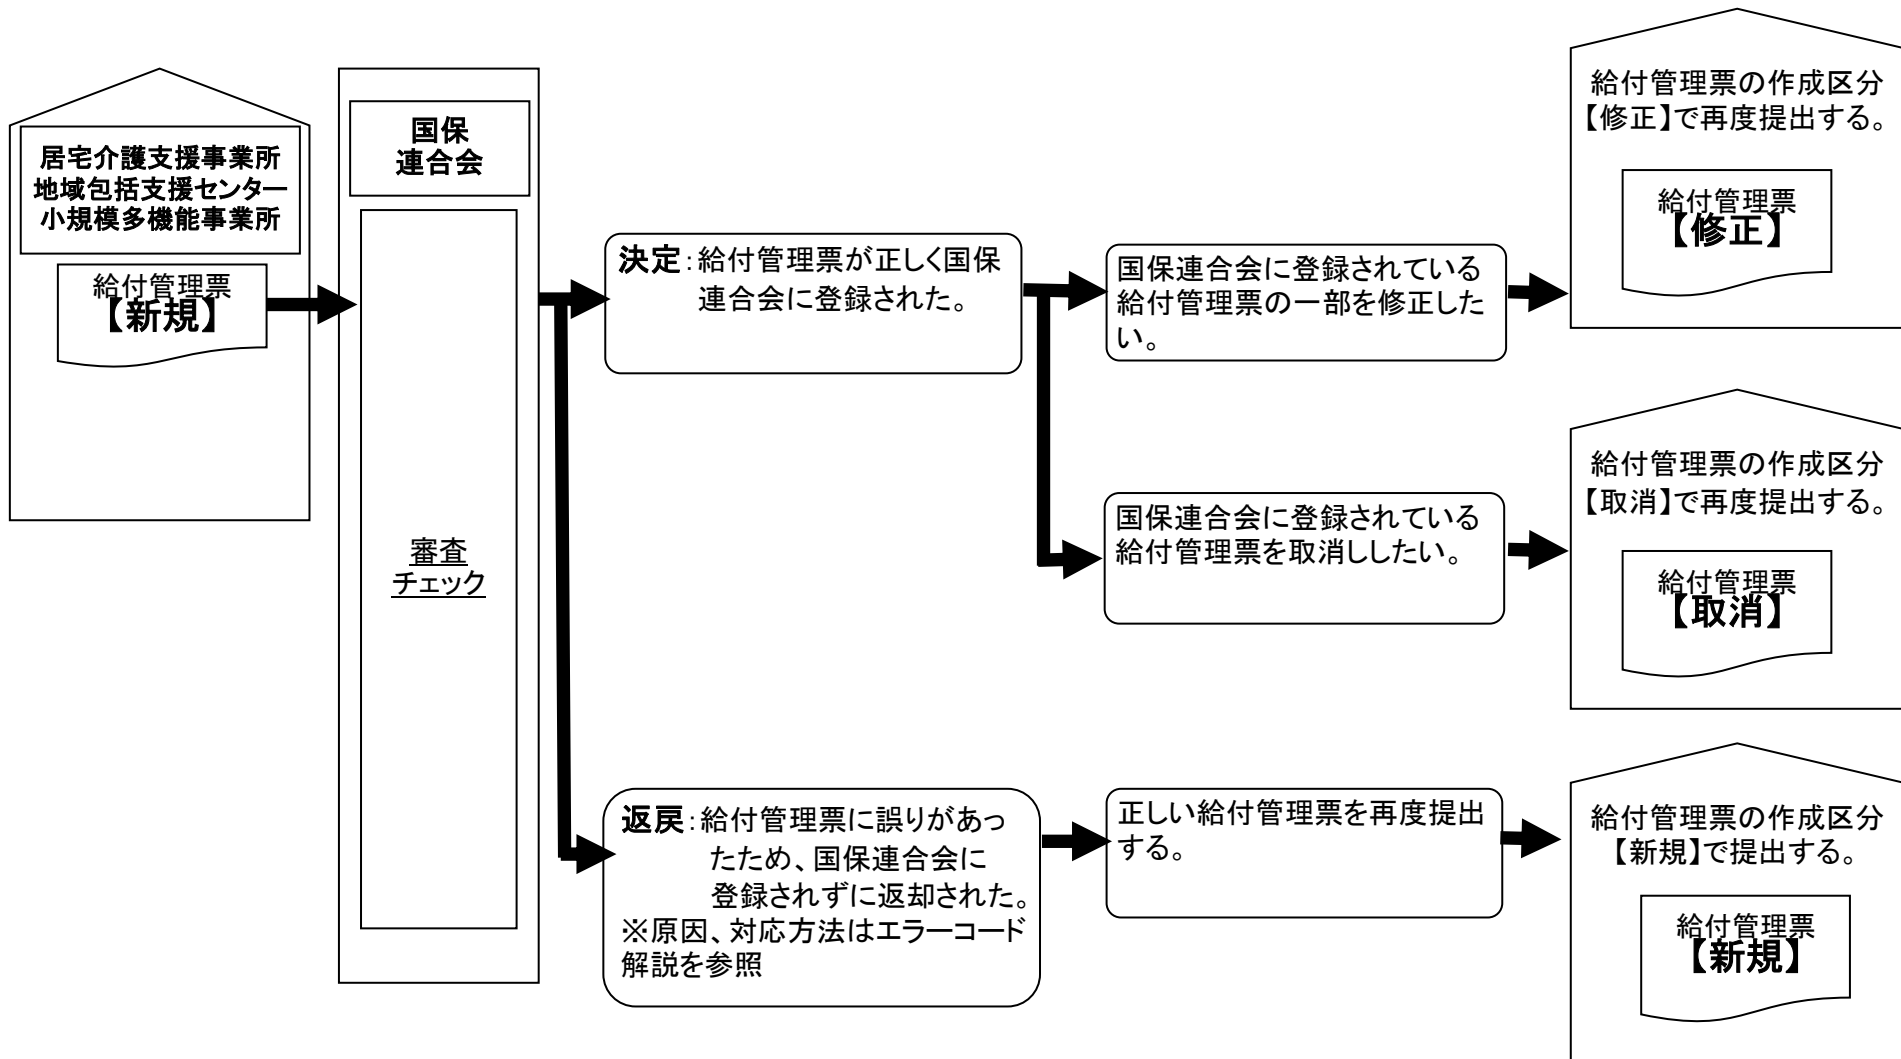 居宅介護支援事業所
地域包括支援センター
小規模多機能事業所
給付管理票
【新規】
国保
連合会
審査
チェック
決定：給付管理票が正しく国保
連合会に登録された。
国保連合会に登録されている
給付管理票の一部を修正した
い。
給付管理票の作成区分
【修正】で再度提出する。
給付管理票
【修正】
国保連合会に登録されている
給付管理票を取消ししたい。
給付管理票の作成区分
【取消】で再度提出する。
給付管理票
【取消】
返戻：給付管理票に誤りがあっ
たため、国保連合会に
登録されずに返却された。
※原因、対応方法はエラーコード
解説を参照
正しい給付管理票を再度提出
する。
給付管理票の作成区分
【新規】で提出する。
給付管理票
【新規】